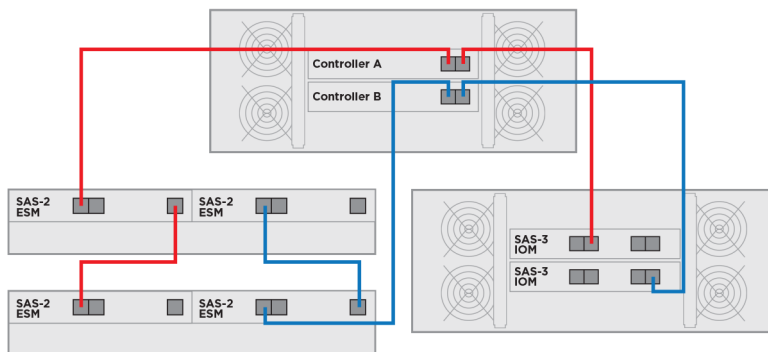 Controller A
Controller B
SAS-2
ESM
SAS-2
ESM
SAS-3
IOM
SAS-3
IOM
SAS-2
ESM
SAS-2
ESM